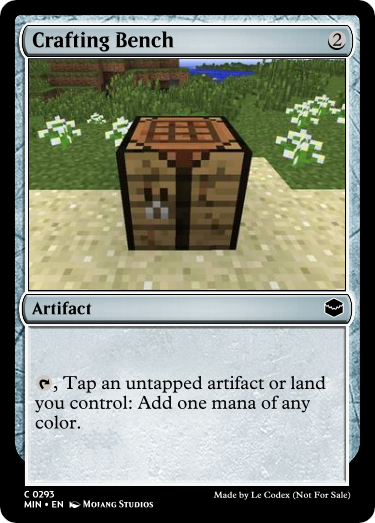 Crafting Bench 2
Artifact
, Tap an untapped artifact or land
you control: Add one mana of any
color.
C 0293
MIN • EN Mojang Studios
Made by Le Codex (Not For Sale)